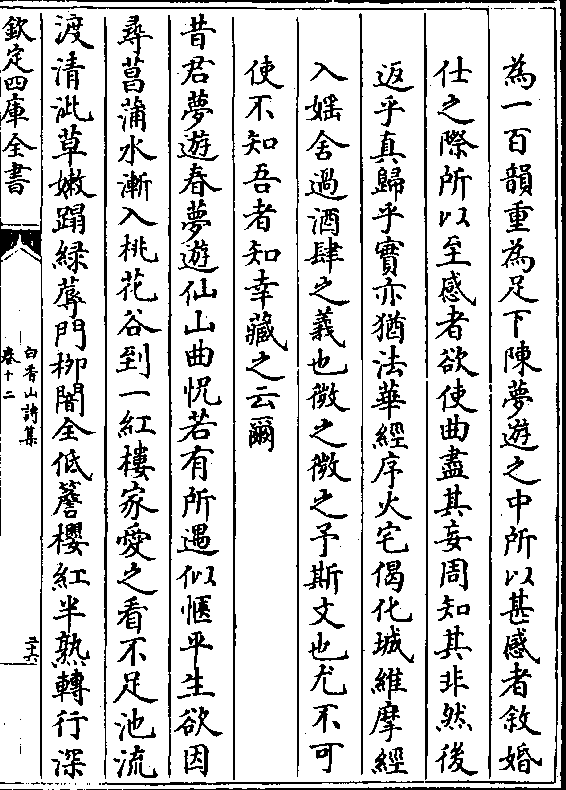 為一百韻重為足下陳夢遊之中所以甚感者敘婚
仕之際所以至感者欲使曲盡其妄周知其非然後
返乎真歸乎實亦猶法華經序火宅偈化城維摩經
入婬舍過酒肆之義也微之微之予斯文也尤不可
使不知吾者知幸藏之云爾
昔君夢遊春夢遊仙山曲怳若有所遇似愜平生欲因
尋菖蒲水漸入桃花谷到一紅樓家愛之看不足池流
渡清泚草嫩蹋綠蓐門柳闇全低簷櫻紅半熟轉行深
欽定四庫全書
白香山詩集
卷十二
三十六